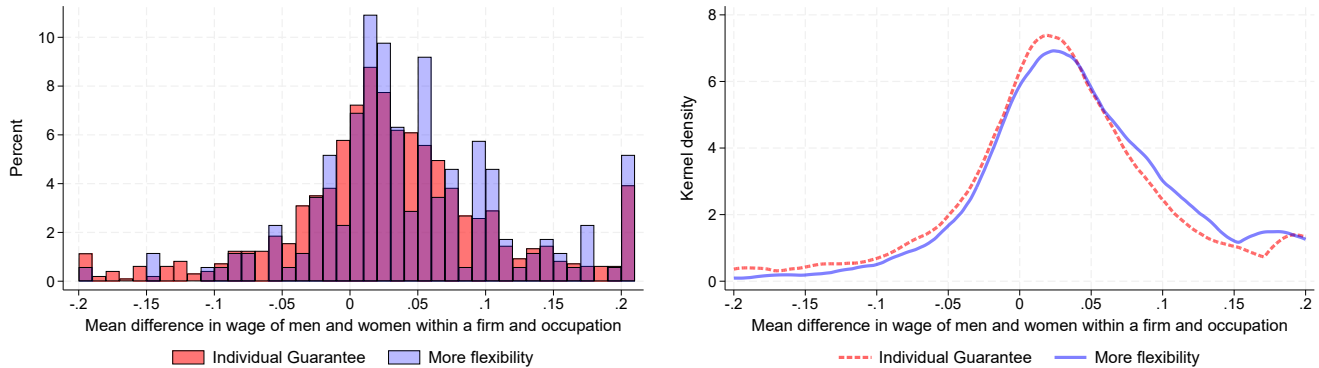 Percent
10
8
6
4
2
0
-.2 -.15 -.1 -.05 0 .05 .1 .15 .2
Mean difference in wage of men and women within a firm and occupation
Individual Guarantee More flexibility
Kernel density
8
6
4
2
0
-.2 -.15 -.1 -.05 0 .05 .1 .15 .2
Mean difference in wage of men and women within a firm and occupation
Individual Guarantee More flexibility